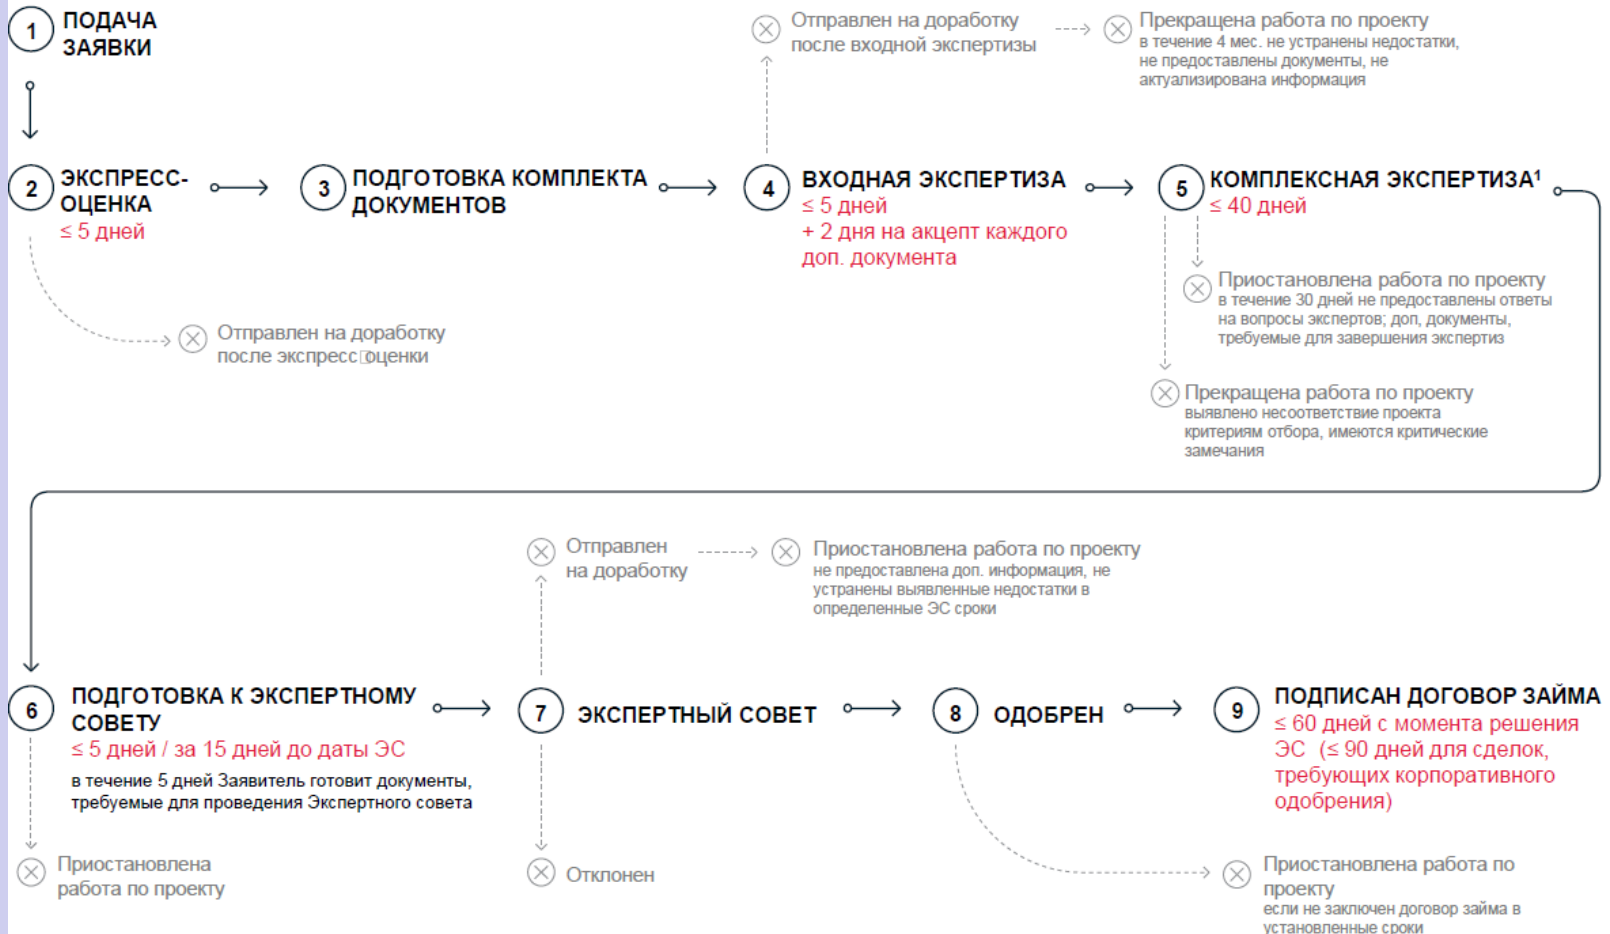 1
ПОДАЧА
ЗАЯВКИ
Отправлен на доработку
после входной экспертизы
Прекращена работа по проекту
в течение 4 мес. не устранены недостатки,
не предоставлены документы, не
актуализирована информация
2
ЭКСПРЕСС-
ОЦЕНКА
≤ 5 дней
3
ПОДГОТОВКА КОМПЛЕКТА
ДОКУМЕНТОВ
4
ВХОДНАЯ ЭКСПЕРТИЗА
≤ 5 дней
+ 2 дня на акцепт каждого
доп. документа
5
КОМПЛЕКСНАЯ ЭКСПЕРТИЗА¹
≤ 40 дней
Отправлен на доработку
после экспресс□оценки
Приостановлена работа по проекту
в течение 30 дней не предоставлены ответы
на вопросы экспертов; доп, документы,
требуемые для завершения экспертиз
Прекращена работа по проекту
выявлено несоответствие проекта
критериям отбора, имеются критические
замечания
Отправлен
на доработку
Приостановлена работа по проекту
не предоставлена доп. информация, не
устранены выявленные недостатки в
определенные ЭС сроки
6
ПОДГОТОВКА К ЭКСПЕРТНОМУ
СОВЕТУ
≤ 5 дней / за 15 дней до даты ЭС
в течение 5 дней Заявитель готовит документы,
требуемые для проведения Экспертного совета
7
ЭКСПЕРТНЫЙ СОВЕТ
8
ОДОБРЕН
9
ПОДПИСАН ДОГОВОР ЗАЙМА
≤ 60 дней с момента решения
ЭС (≤ 90 дней для сделок,
требующих корпоративного
одобрения)
Приостановлена
работа по проекту
Отклонен
Приостановлена работа по
проекту
если не заключен договор займа в
установленные сроки